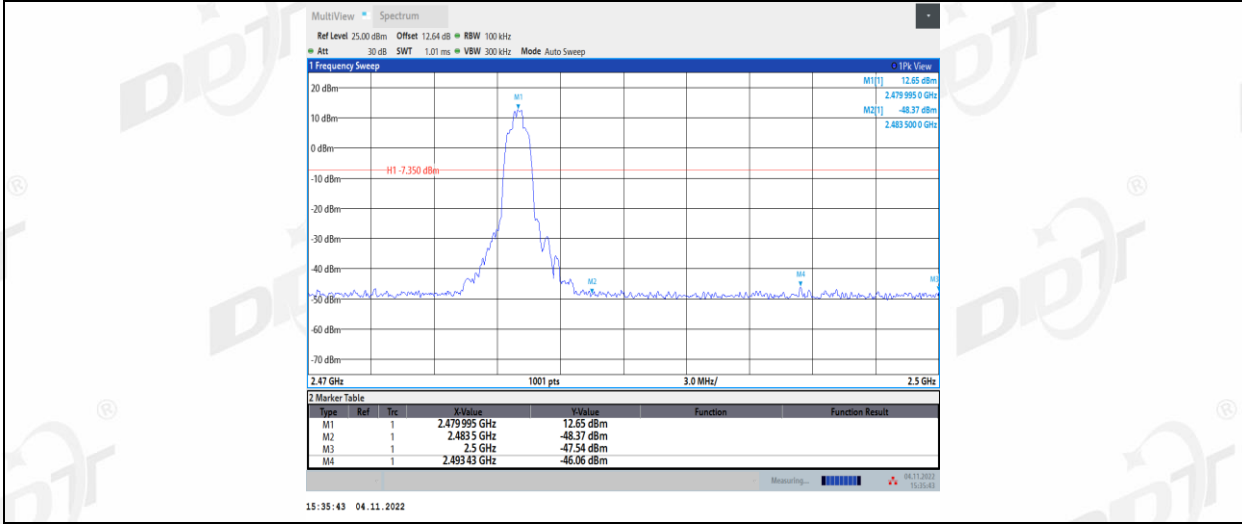 MultiView Spectrum
Ref Level 25.00 dBm Offset 12.64 dB RBW 100 kHz
Att 30 dB SWT 1.01 ms VBW 300 kHz Mode Auto Sweep
1 Frequency Sweep 1Pk View
M1[1] 12.65 dBm
2.479 995 0 GHz
M2[1] -48.37 dBm
2.483 500 0 GHz
20 dBm
M1
10 dBm
0 dBm
H1 -7.350 dBm
-10 dBm
-20 dBm
-30 dBm
-40 dBm
M2
M4
M3
-50 dBm
-60 dBm
-70 dBm
2.47 GHz 1001 pts 3.0 MHz/ 2.5 GHz
2 Marker Table
Type Ref Trc X-Value Y-Value Function Function Result
M1 1 2.479 995 GHz 12.65 dBm
M2 1 2.483 5 GHz -48.37 dBm
M3 1 2.5 GHz -47.54 dBm
M4 1 2.493 43 GHz -46.06 dBm
Measuring... 04.11.2022
15:35:43
15:35:43 04.11.2022
DDT
®